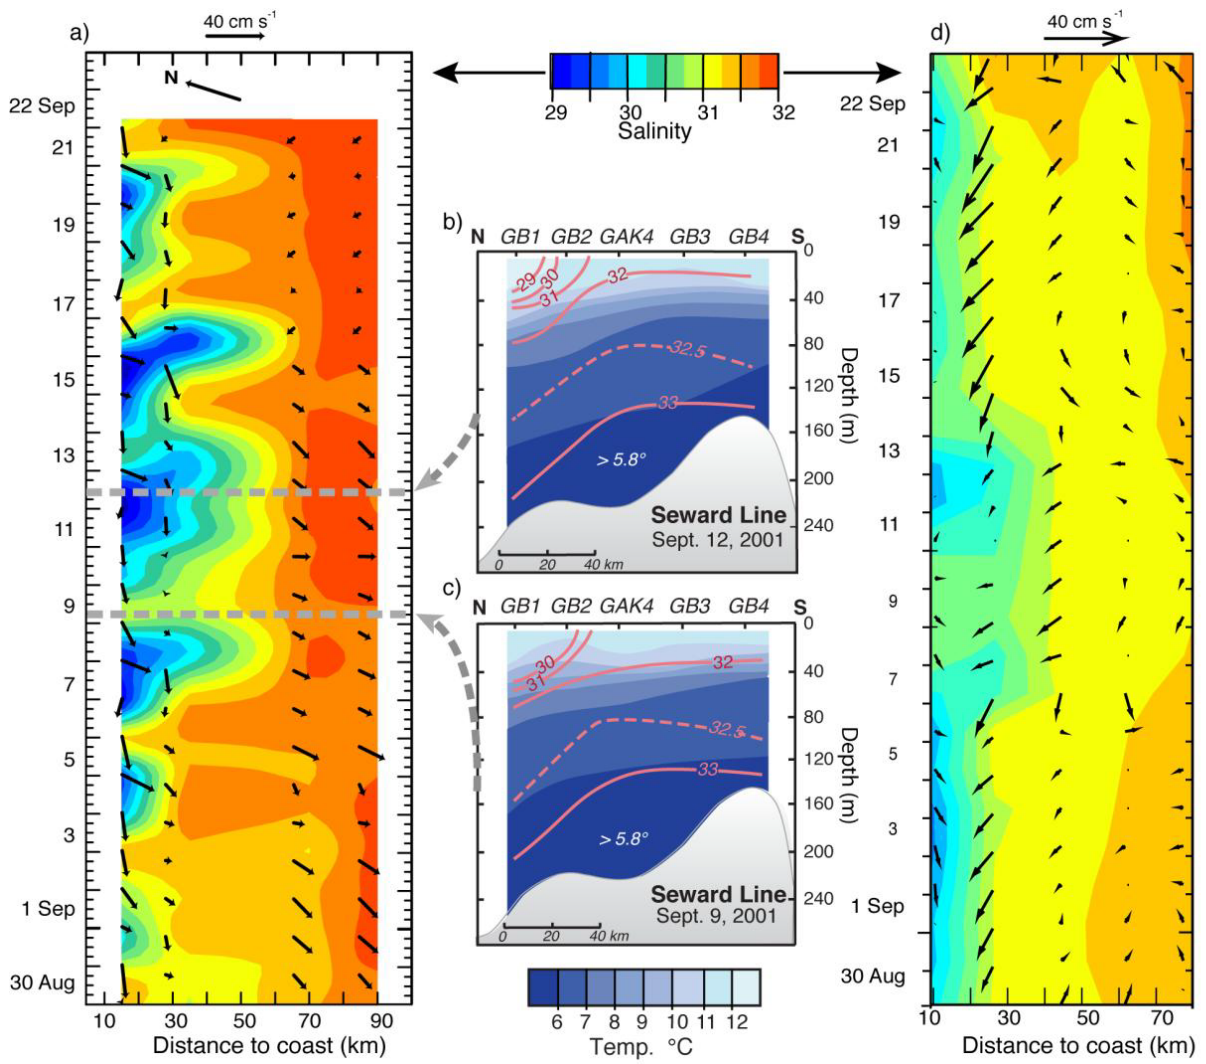 a)
40 cm s-1
N
22 Sep
21
19
17
15
13
11
9
7
5
3
1 Sep
30 Aug
10 30 50 70 90
Distance to coast (km)
29 30 31 32
Salinity
b)
N GB1 GB2 GAK4 GB3 GB4 S
0
40
80
120
160
200
240
Depth (m)
29
30
31
32
32.5
33
> 5.8°
Seward Line
Sept. 12, 2001
0 20 40 km
c)
N GB1 GB2 GAK4 GB3 GB4 S
0
40
80
120
160
200
240
Depth (m)
30
31
32
32.5
33
> 5.8°
Seward Line
Sept. 9, 2001
0 20 40 km
6 7 8 9 10 11 12
Temp. °C
d)
40 cm s-1
22 Sep
21
19
17
15
13
11
9
7
5
3
1 Sep
30 Aug
10 30 50 70
Distance to coast (km)